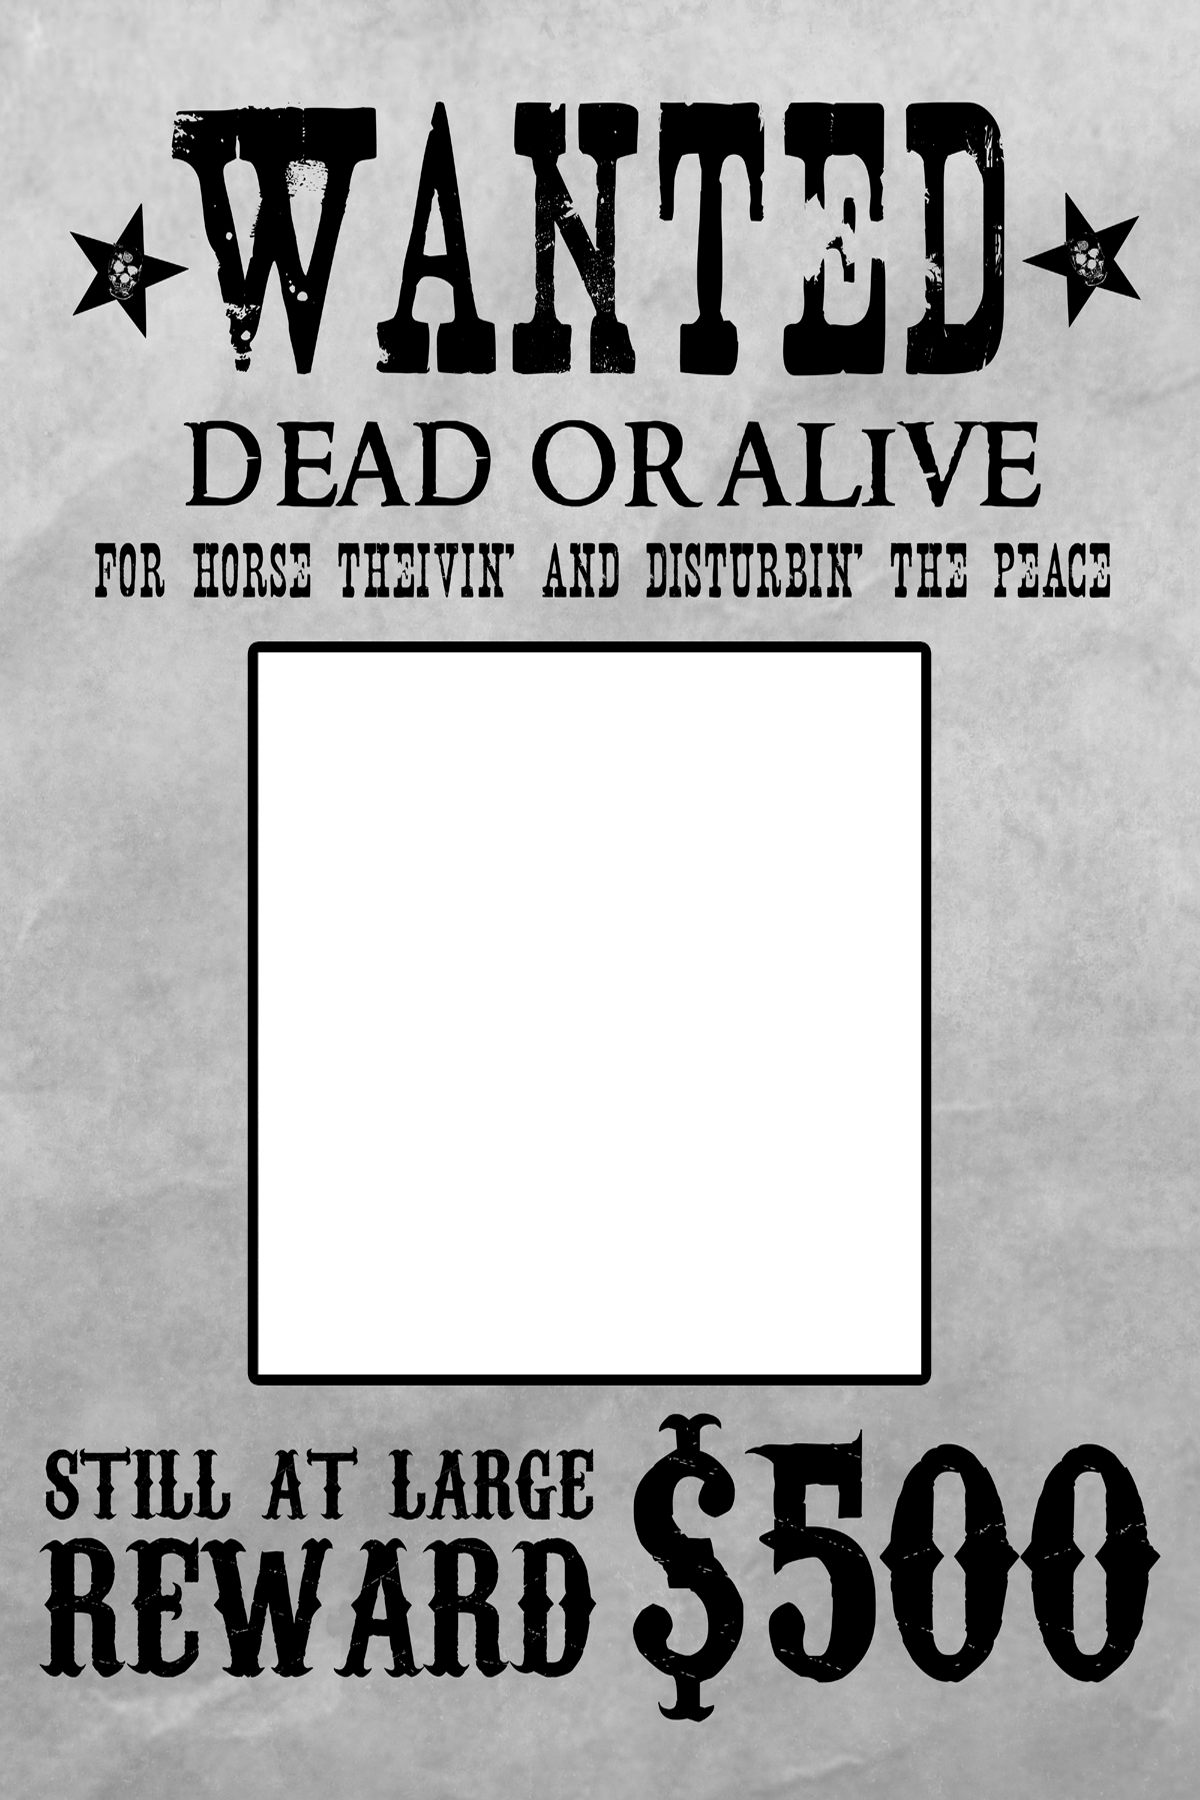 WANTED
DEAD OR ALIVE
FOR HORSE THEIVIN' AND DISTURBIN' THE PEACE
STILL AT LARGE
REWARD $500